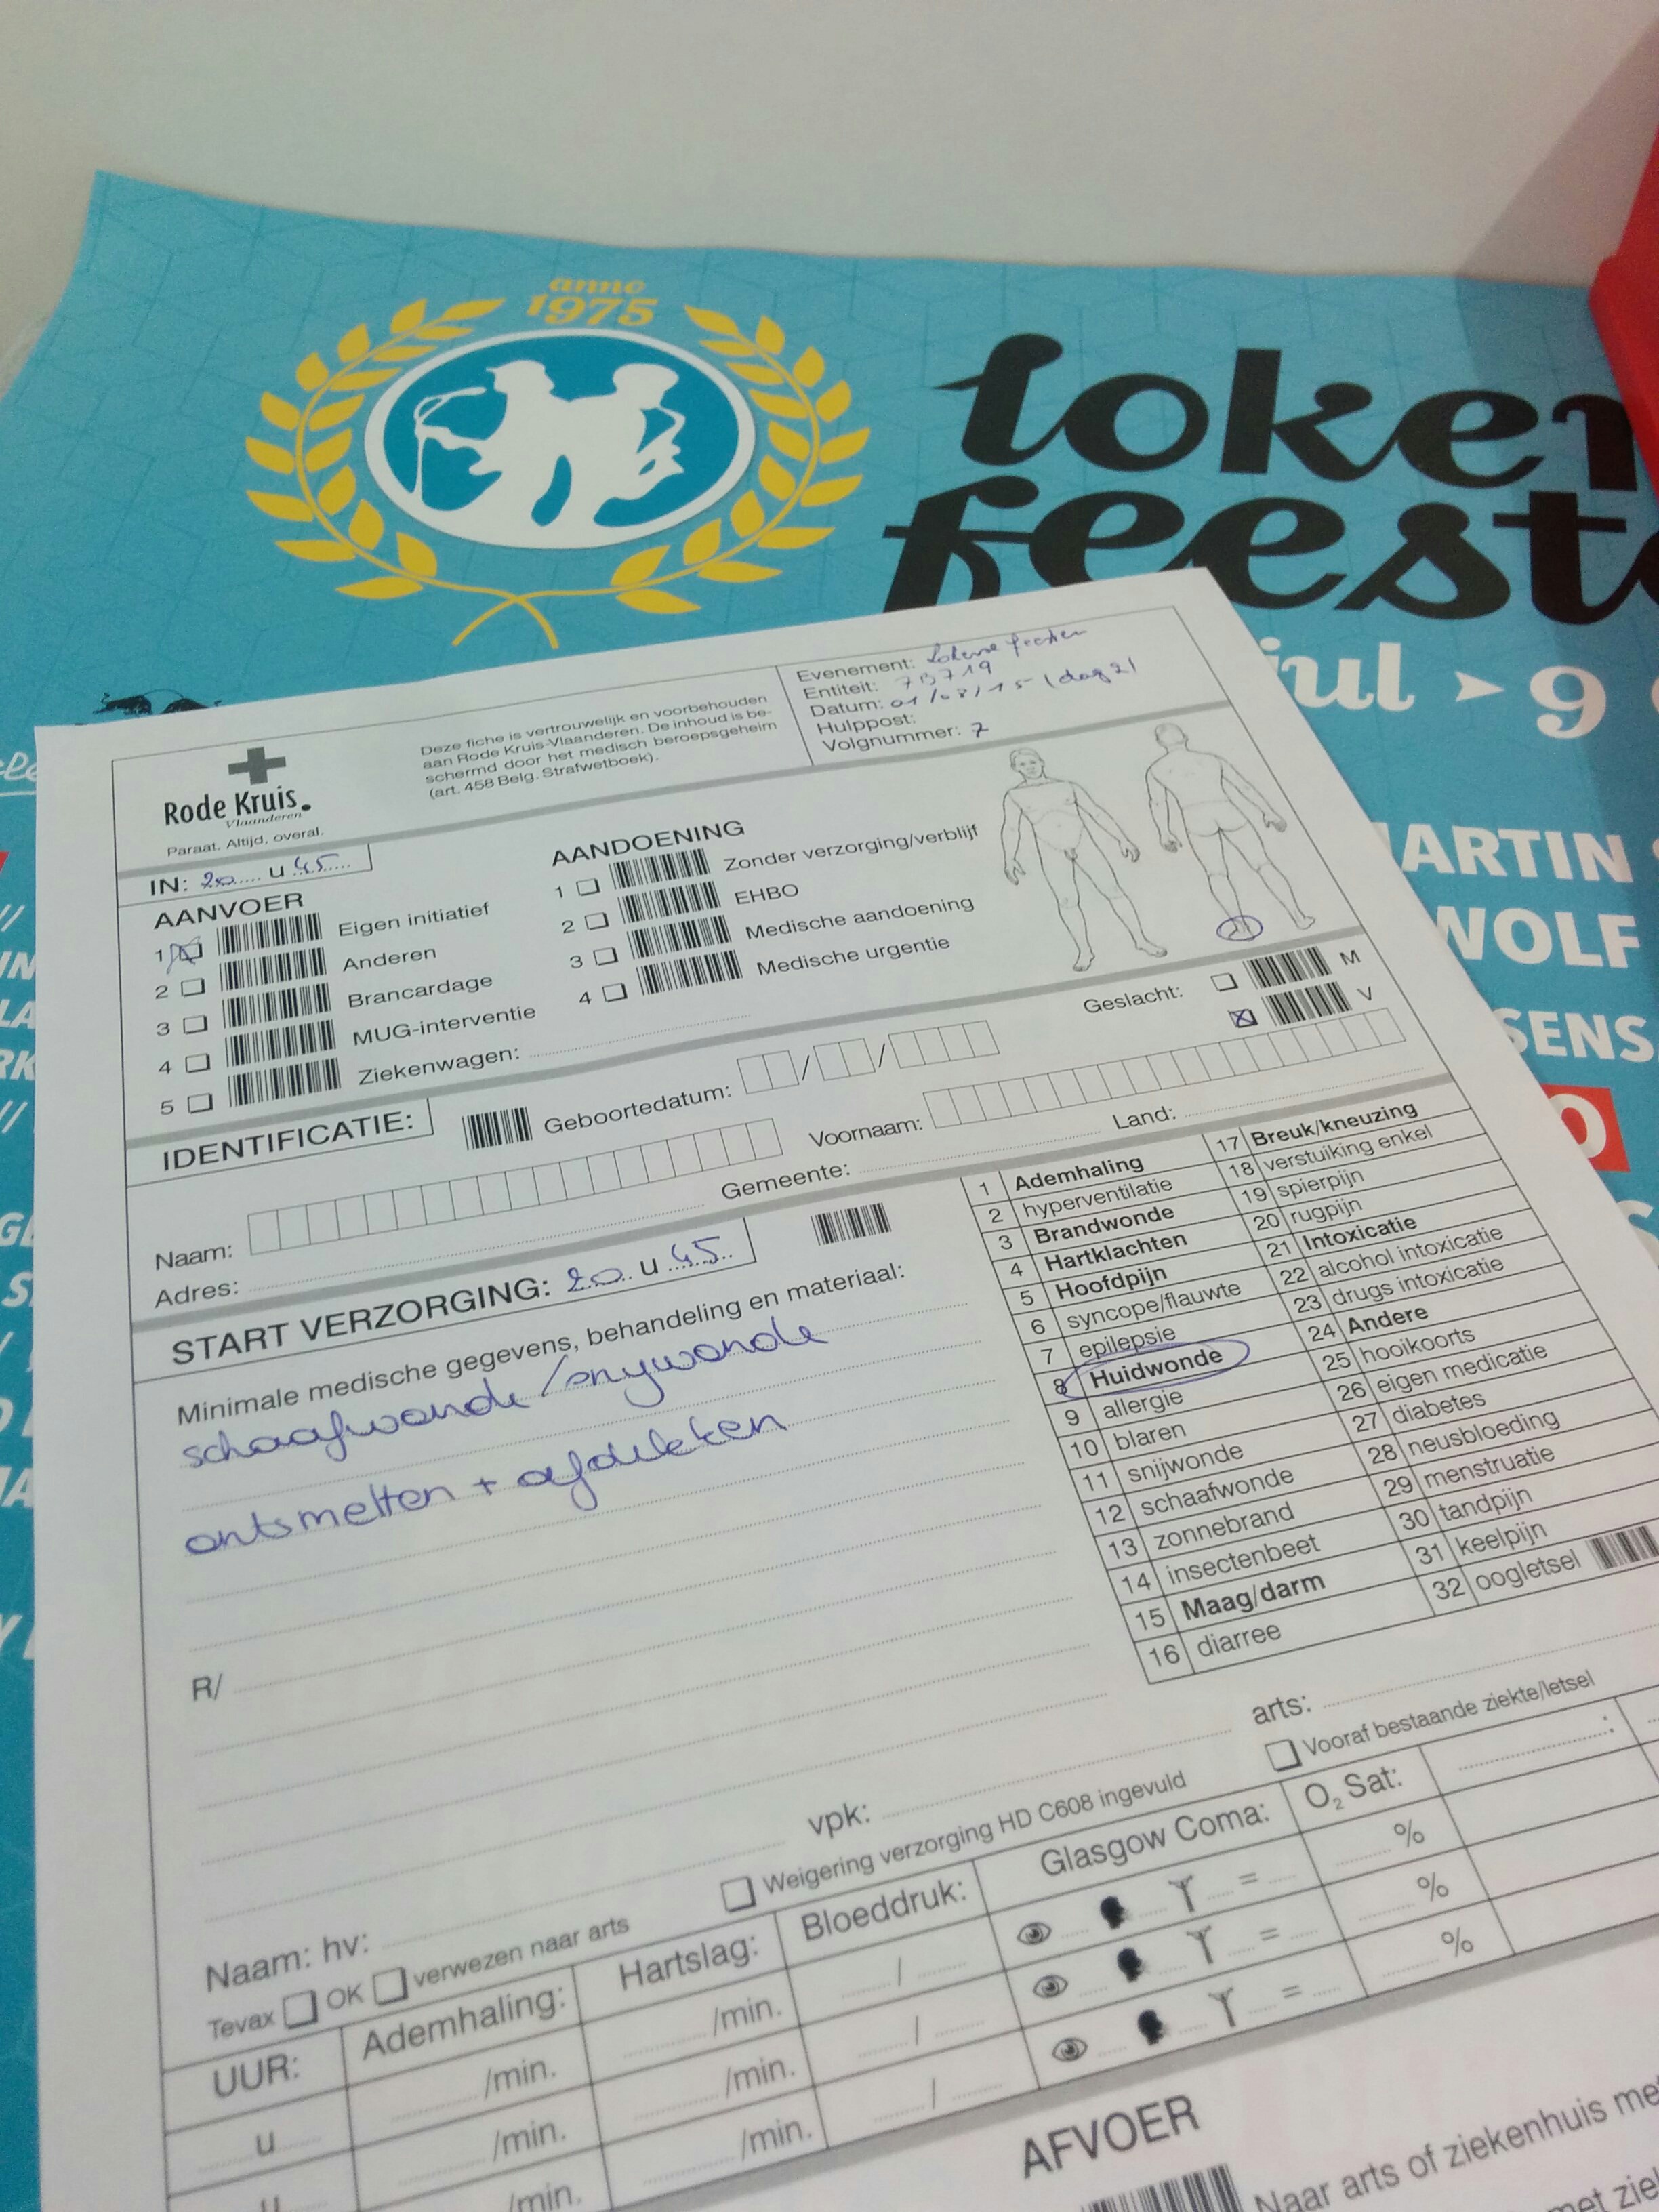 anno
1975
loker
feeste
jul ➤ 9
ARTIN
WOLF
SENS
Rode Kruis.
Vlaanderen
Paraat. Altijd, overal.
Deze fiche is vertrouwelijk en voorbehouden
aan Rode Kruis-Vlaanderen. De inhoud is be-
schermd door het medisch beroepsgeheim
(art. 458 Belg. Strafwetboek).
Evenement: Lokerse feesten
Entiteit: 7B719
Datum: 01/08/15 (dag 2)
Hulppost:
Volgnummer: 7
IN: 20 u 45
AANVOER
1 Eigen initiatief
2 Anderen
3 Brancardage
4 MUG-interventie
5 Ziekenwagen:
AANDOENING
1 Zonder verzorging/verblijf
2 EHBO
3 Medische aandoening
4 Medische urgentie
Geslacht: M
V
IDENTIFICATIE:
Geboortedatum: / /
Naam:
Voornaam:
Adres:
Gemeente:
Land:
START VERZORGING: 20 u 45
Minimale medische gegevens, behandeling en materiaal:
schaafwonde/snywonde
ontsmetten + afdekken
R/
1 Ademhaling
2 hyperventilatie
3 Brandwonde
4 Hartklachten
5 Hoofdpijn
6 syncope/flauwte
7 epilepsie
8 Huidwonde
9 allergie
10 blaren
11 snijwonde
12 schaafwonde
13 zonnebrand
14 insectenbeet
15 Maag/darm
16 diarree
17 Breuk/kneuzing
18 verstuiking enkel
19 spierpijn
20 rugpijn
21 Intoxicatie
22 alcohol intoxicatie
23 drugs intoxicatie
24 Andere
25 hooikoorts
26 eigen medicatie
27 diabetes
28 neusbloeding
29 menstruatie
30 tandpijn
31 keelpijn
32 oogletsel
Naam: hv: vpk: arts:
Tevax OK verwezen naar arts Weigering verzorging HD C608 ingevuld Vooraf bestaande ziekte/letsel
UUR: Ademhaling: Hartslag: Bloeddruk: Glasgow Coma: O₂ Sat: :
u /min. /min. / = %
u /min. /min. / = %
/min. /min. / = %
AFVOER
Naar arts of ziekenhuis met